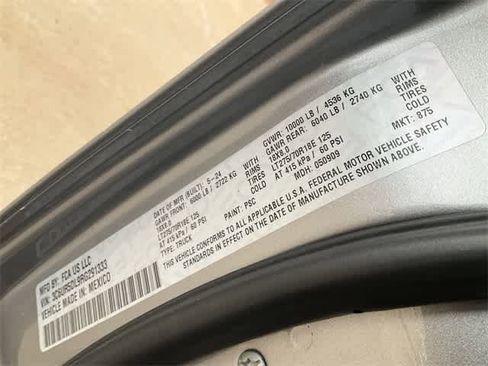 MFD BY:
FCA US LLC
DATE OF MFR (BUILT): 5-24
GVWR: 10000 LB / 4536 KG
GAWR FRONT: 6000 LB / 2722 KG
GAWR REAR: 6040 LB / 2740 KG
WITH
18X8.0
18X8.0
RIMS
LT275/70R18E 125
LT275/70R18E 125
TIRES
AT 415 kPa / 60 PSI
AT 415 kPa / 60 PSI
COLD
TYPE: TRUCK
PAINT: PSC
MDH: 050909
MKT: 875
THIS VEHICLE CONFORMS TO ALL APPLICABLE U.S.A. FEDERAL MOTOR VEHICLE SAFETY
STANDARDS IN EFFECT ON THE DATE OF MANUFACTURE SHOWN ABOVE.
MADE IN: MEXICO
WITH
RIMS
TIRES
COLD